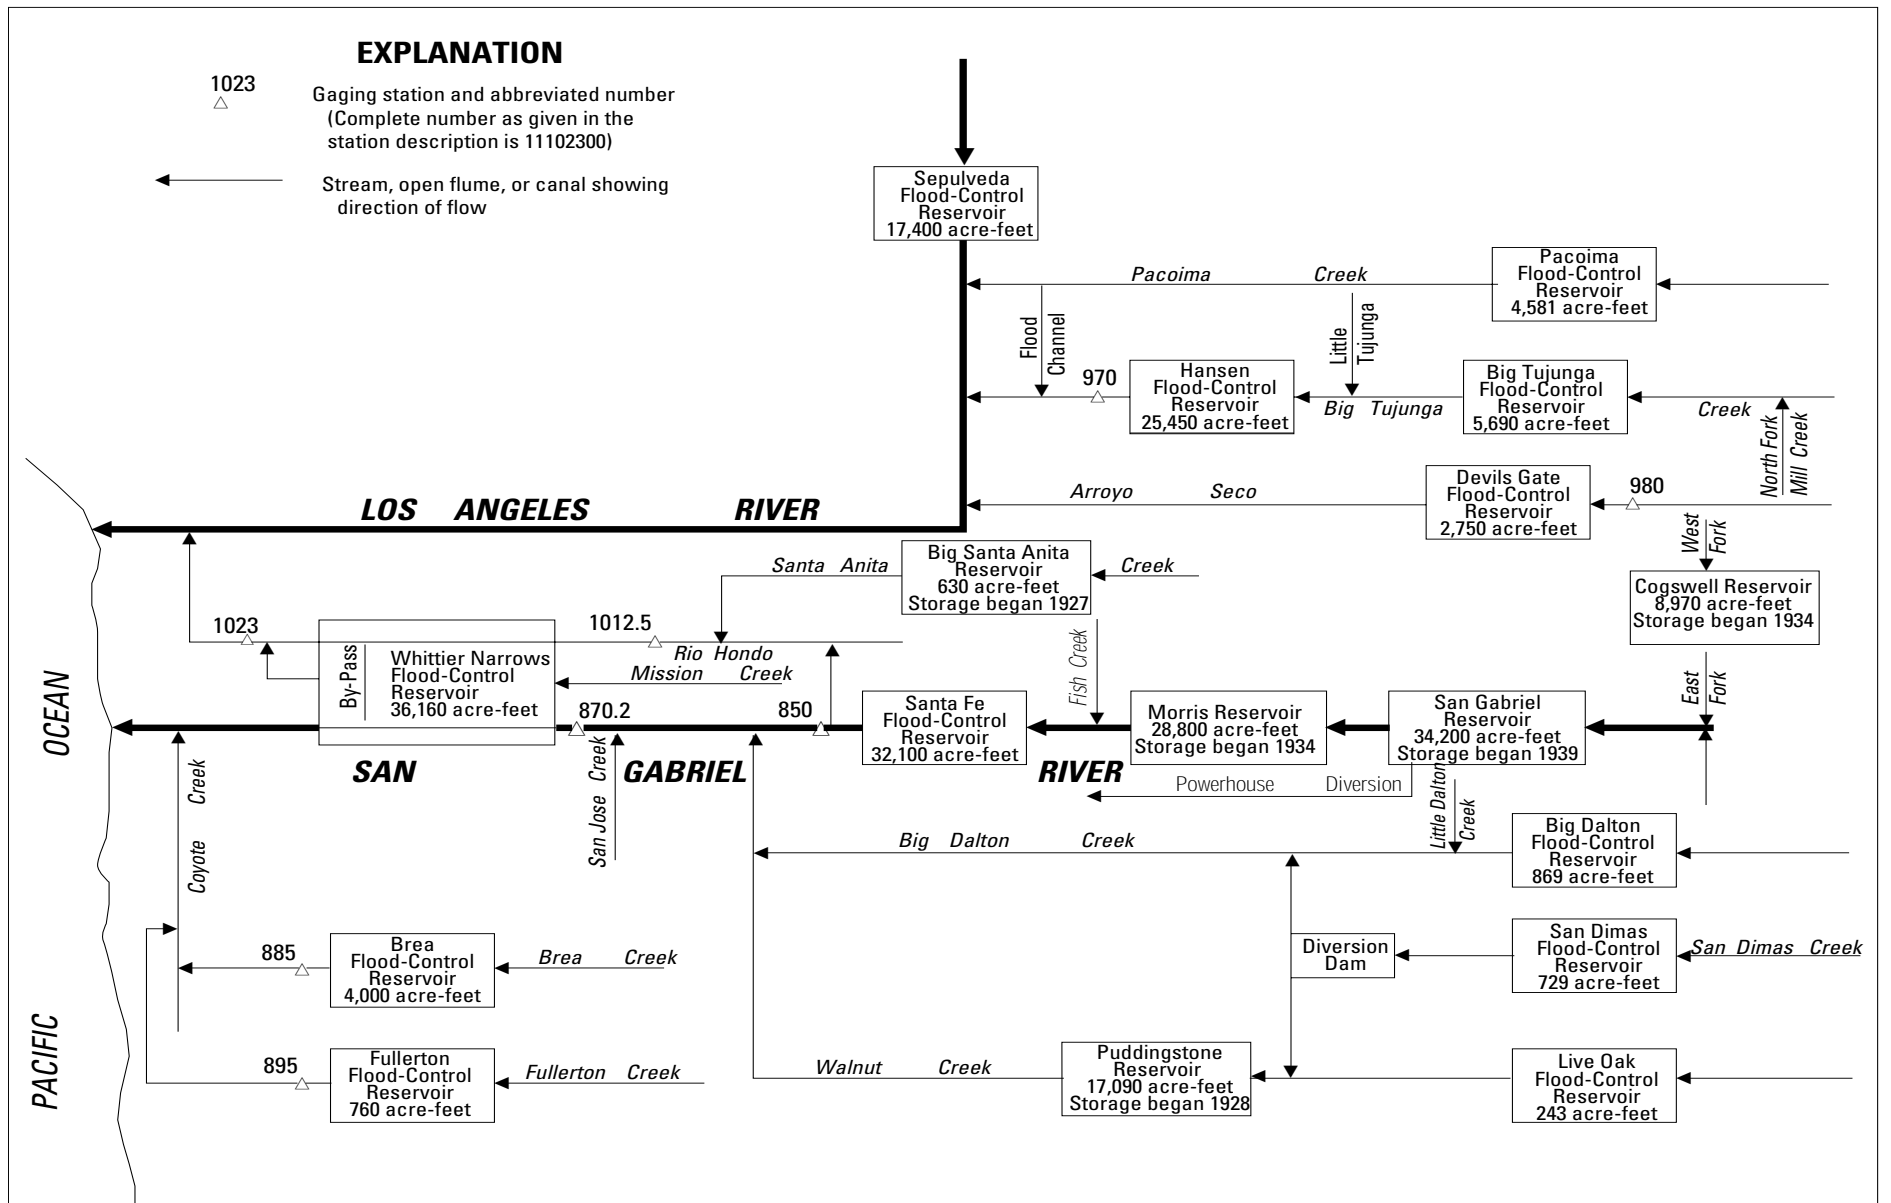 EXPLANATION
1023
Gaging station and abbreviated number
(Complete number as given in the
station description is 11102300)
Stream, open flume, or canal showing
direction of flow
Sepulveda
Flood-Control
Reservoir
17,400 acre-feet
Pacoima Creek
Pacoima
Flood-Control
Reservoir
4,581 acre-feet
Flood
Channel
Little
Tujunga
970
Hansen
Flood-Control
Reservoir
25,450 acre-feet
Big Tujunga
Big Tujunga
Flood-Control
Reservoir
5,690 acre-feet
Creek
North Fork
Mill Creek
LOS ANGELES RIVER
Arroyo Seco
Devils Gate
Flood-Control
Reservoir
2,750 acre-feet
980
West
Fork
Santa Anita
Big Santa Anita
Reservoir
630 acre-feet
Storage began 1927
Creek
Cogswell Reservoir
8,970 acre-feet
Storage began 1934
1023
1012.5
Rio Hondo
Mission Creek
By-Pass
Whittier Narrows
Flood-Control
Reservoir
36,160 acre-feet
Fish Creek
East
Fork
OCEAN
870.2
850
Santa Fe
Flood-Control
Reservoir
32,100 acre-feet
Morris Reservoir
28,800 acre-feet
Storage began 1934
San Gabriel
Reservoir
34,200 acre-feet
Storage began 1939
SAN GABRIEL RIVER
San Jose Creek
Powerhouse Diversion
Little Dalton
Creek
Coyote Creek
Big Dalton Creek
Big Dalton
Flood-Control
Reservoir
869 acre-feet
885
Brea
Flood-Control
Reservoir
4,000 acre-feet
Brea Creek
Diversion
Dam
San Dimas
Flood-Control
Reservoir
729 acre-feet
San Dimas Creek
PACIFIC
895
Fullerton
Flood-Control
Reservoir
760 acre-feet
Fullerton Creek
Walnut Creek
Puddingstone
Reservoir
17,090 acre-feet
Storage began 1928
Live Oak
Flood-Control
Reservoir
243 acre-feet